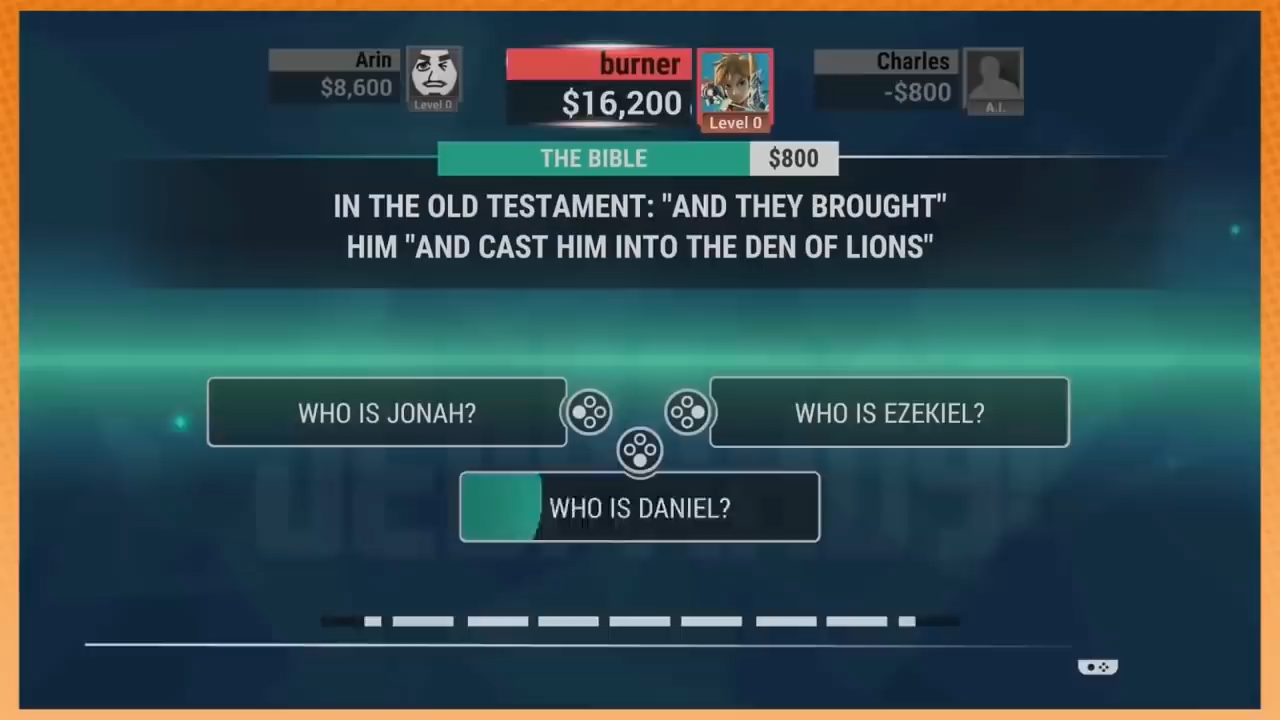 Arin
$8,600
Level 0
burner
$16,200
Level 0
Charles
-$800
A.I.
THE BIBLE $800
IN THE OLD TESTAMENT: "AND THEY BROUGHT"
HIM "AND CAST HIM INTO THE DEN OF LIONS"
WHO IS JONAH?
WHO IS EZEKIEL?
WHO IS DANIEL?